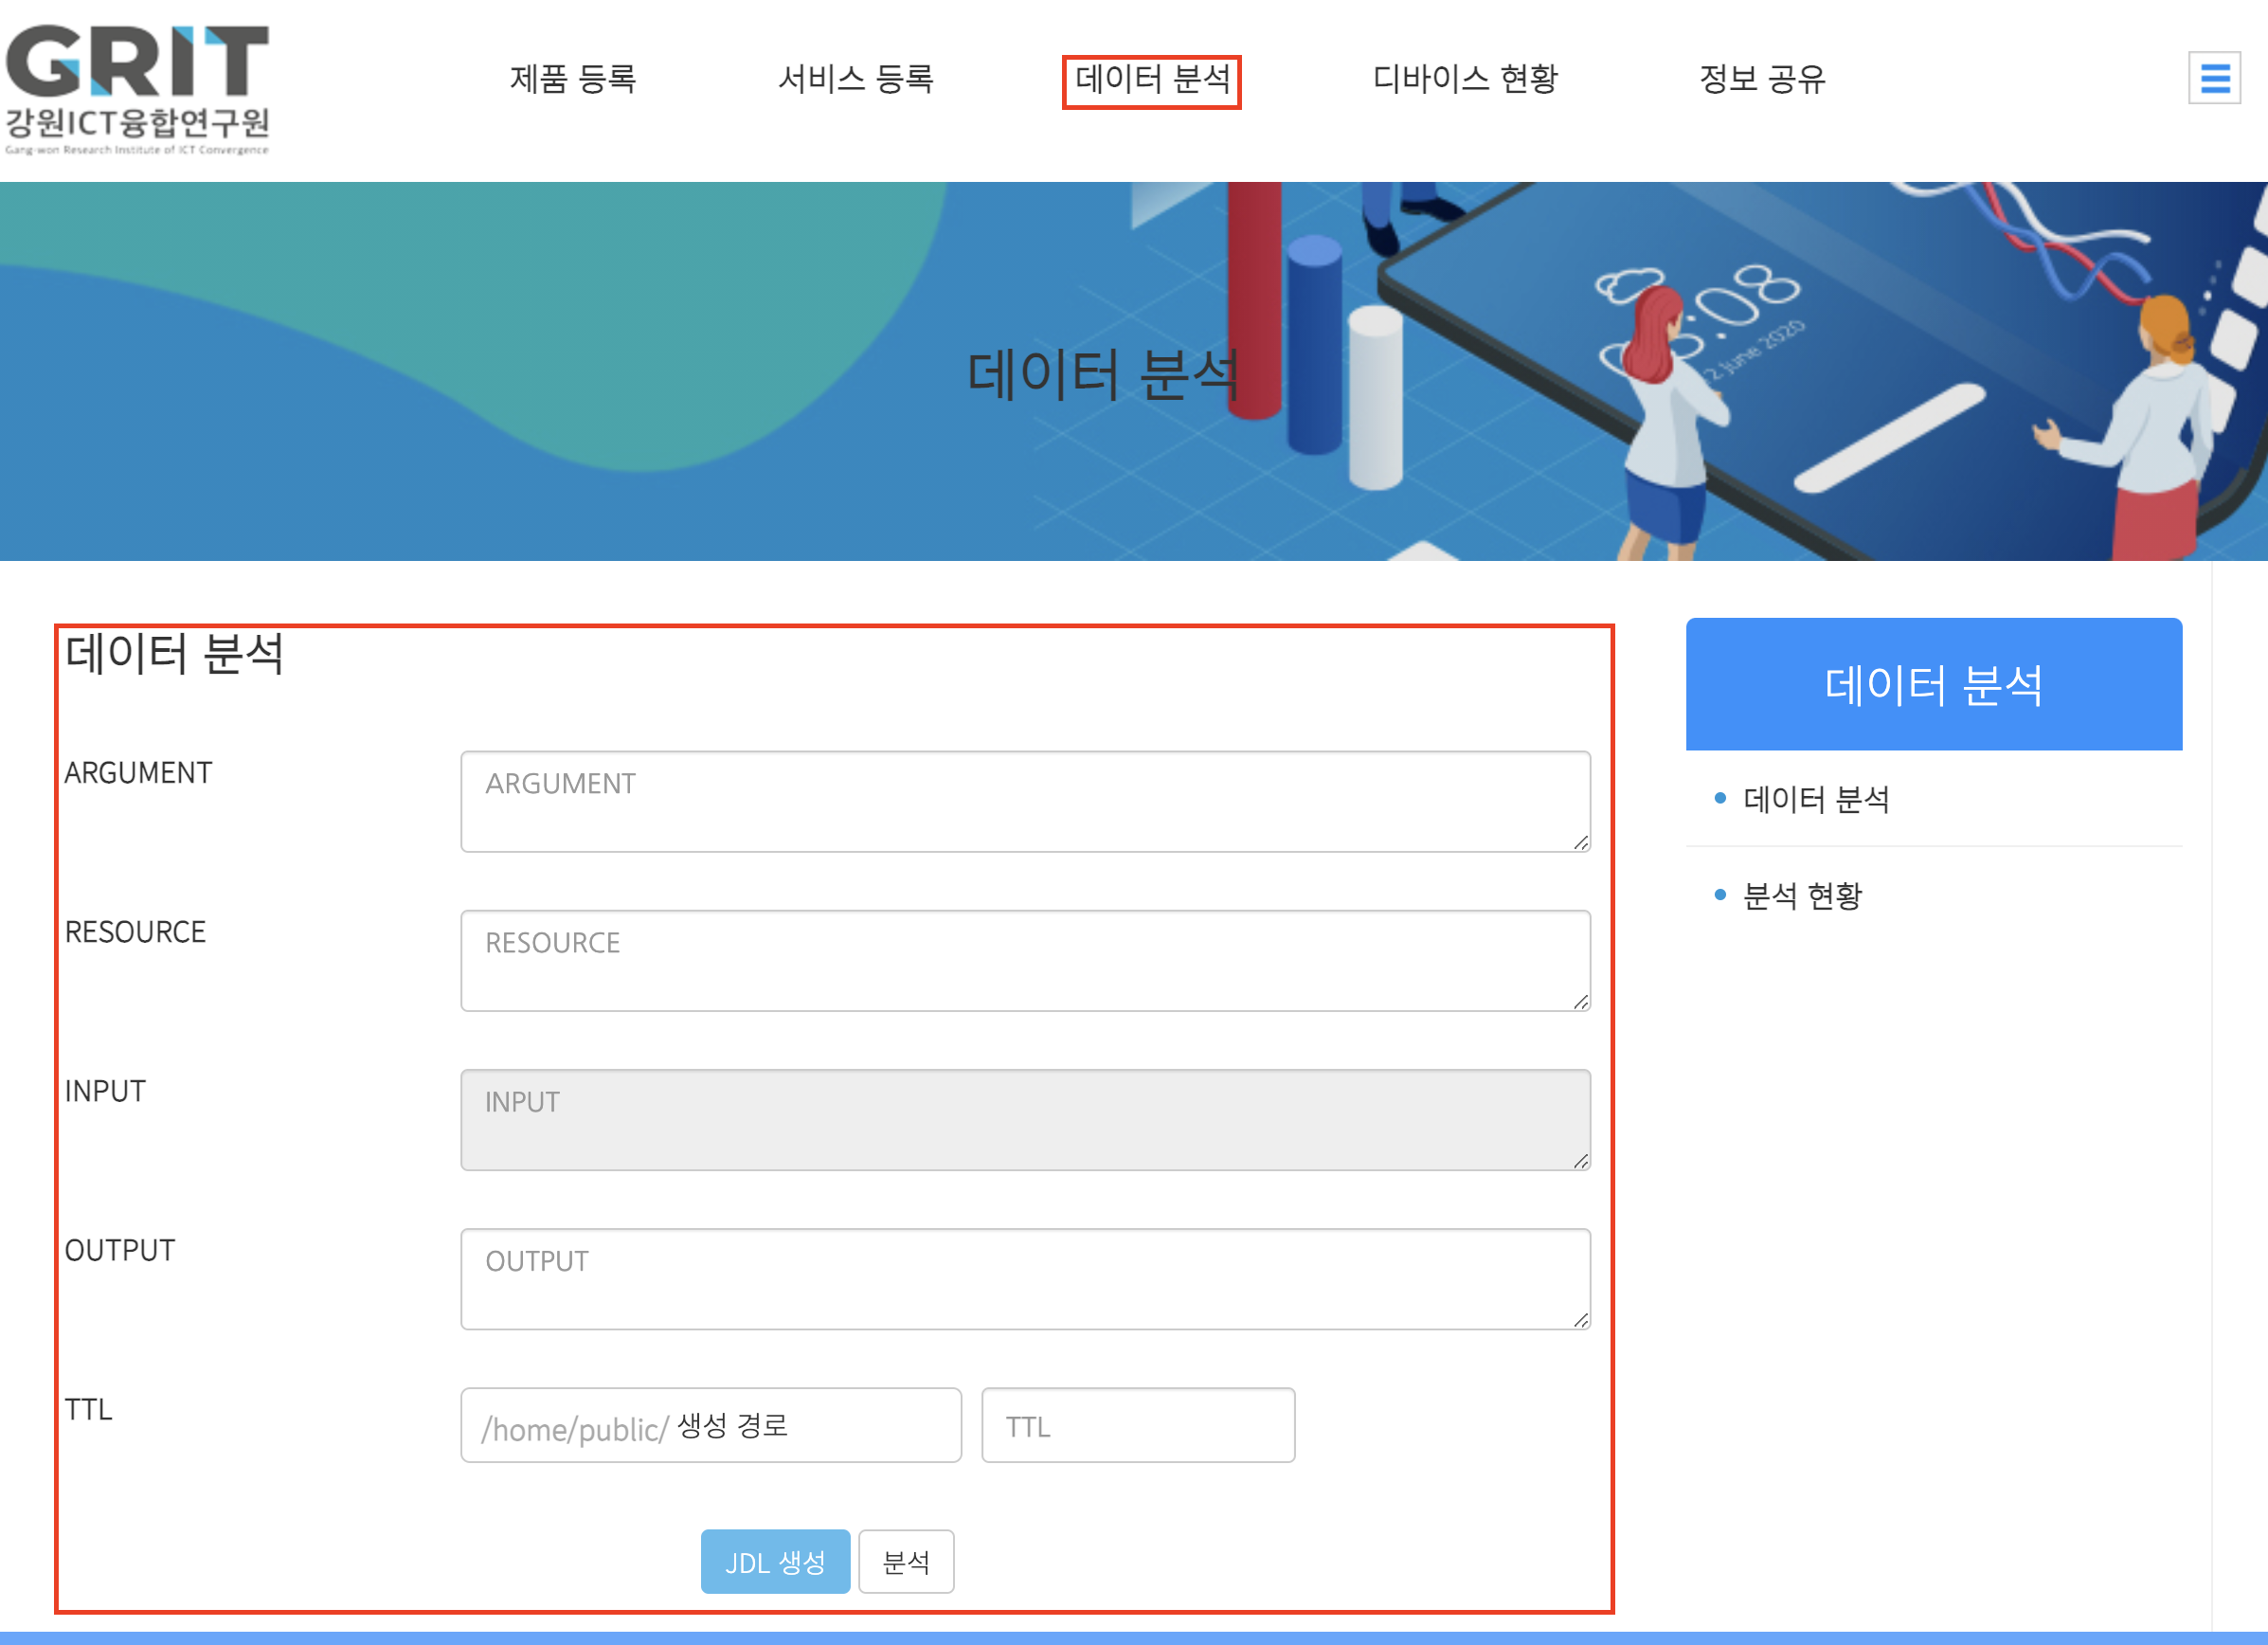 GRIT
강원ICT융합연구원
Gang-won Research Institute of ICT Convergence
제품 등록
서비스 등록
데이터 분석
디바이스 현황
정보 공유
데이터 분석
:08
2 June 2020
데이터 분석
ARGUMENT
ARGUMENT
RESOURCE
RESOURCE
INPUT
INPUT
OUTPUT
OUTPUT
TTL
/home/public/ 생성 경로
TTL
JDL 생성
분석
데이터 분석
데이터 분석
분석 현황